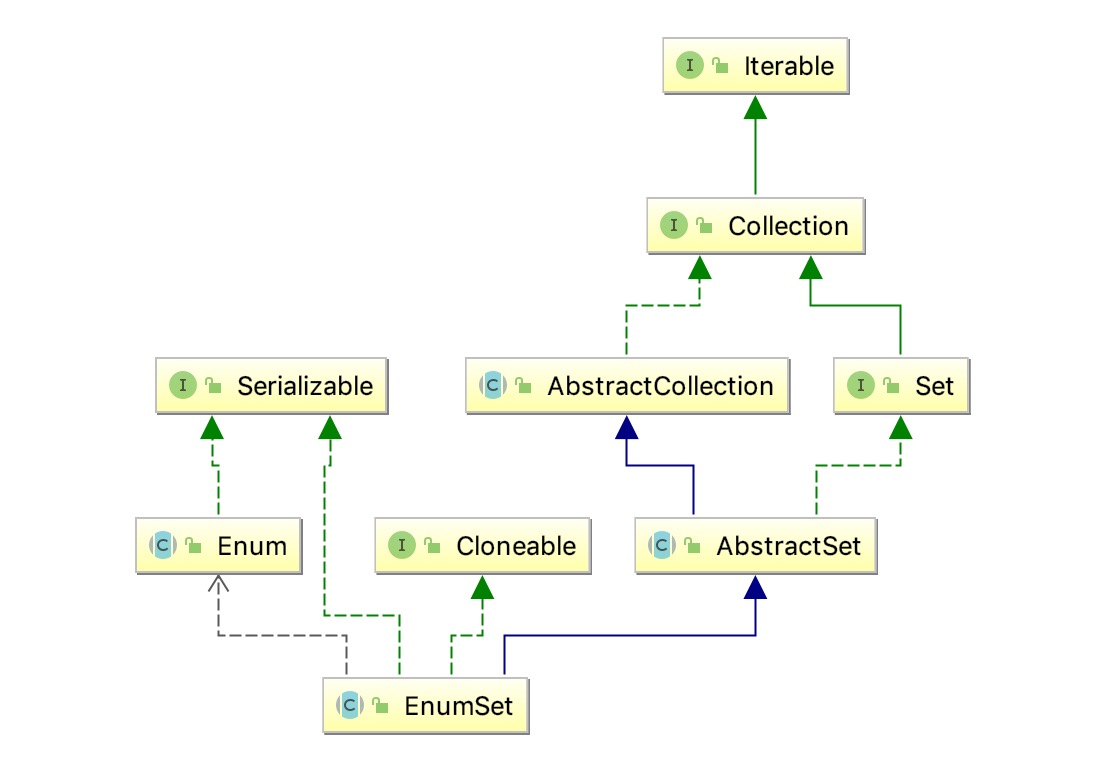 I Iterable
I Collection
I Serializable
C AbstractCollection
I Set
C Enum
I Cloneable
C AbstractSet
C EnumSet